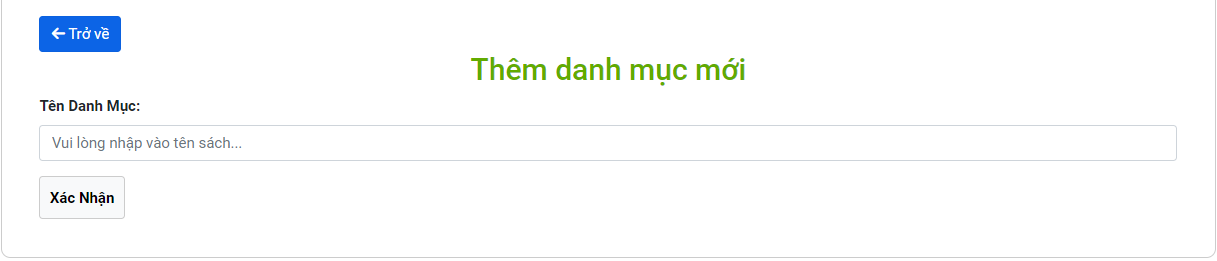 Trở về
Thêm danh mục mới
Tên Danh Mục:
Vui lòng nhập vào tên sách...
Xác Nhận